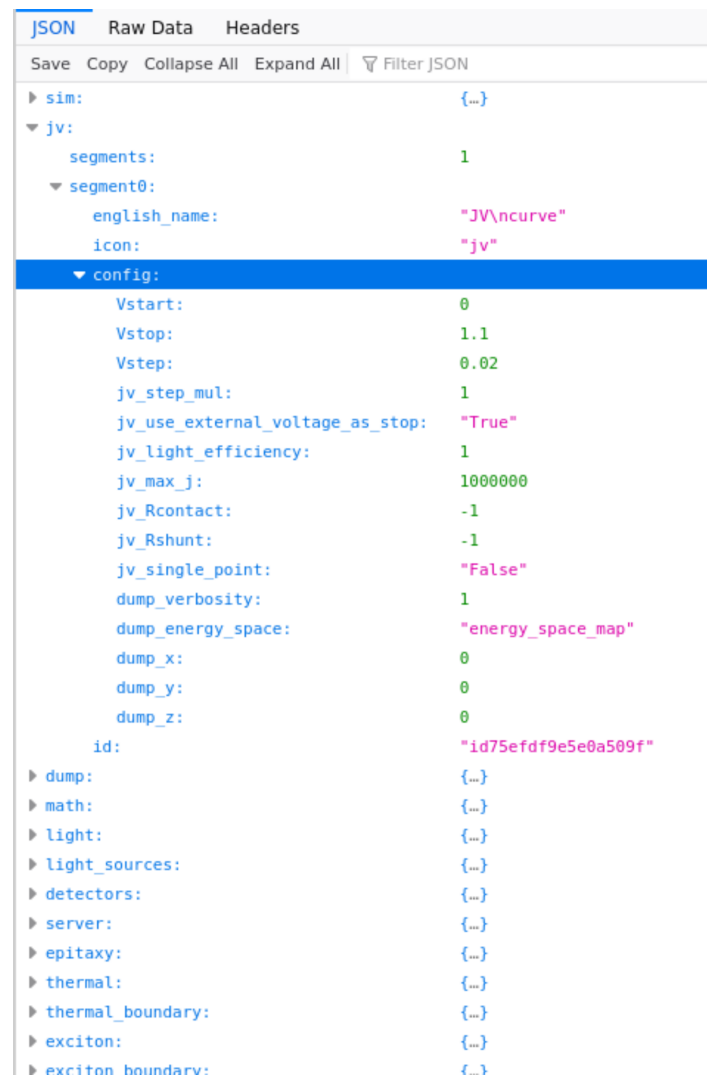 JSON Raw Data Headers
Save Copy Collapse All Expand All Filter JSON
sim: {…}
jv:
segments: 1
segment0:
english_name: "JV\ncurve"
icon: "jv"
config:
Vstart: 0
Vstop: 1.1
Vstep: 0.02
jv_step_mul: 1
jv_use_external_voltage_as_stop: "True"
jv_light_efficiency: 1
jv_max_j: 1000000
jv_Rcontact: -1
jv_Rshunt: -1
jv_single_point: "False"
dump_verbosity: 1
dump_energy_space: "energy_space_map"
dump_x: 0
dump_y: 0
dump_z: 0
id: "id75efdf9e5e0a509f"
dump: {…}
math: {…}
light: {…}
light_sources: {…}
detectors: {…}
server: {…}
epitaxy: {…}
thermal: {…}
thermal_boundary: {…}
exciton: {…}
exciton_boundary: {…}